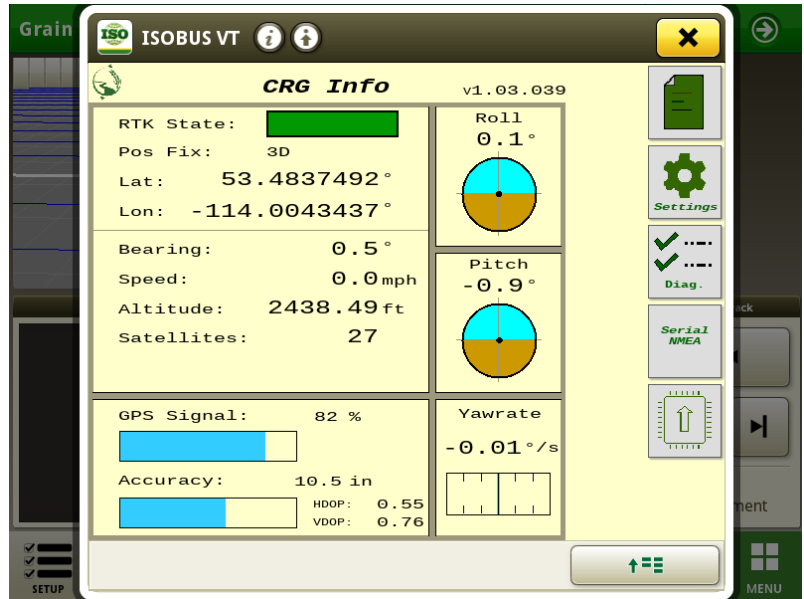 Grain
ISO
ISOBUS VT
CRG Info
v1.03.039
RTK State:
Pos Fix: 3D
Lat: 53.4837492°
Lon: -114.0043437°
Bearing: 0.5°
Speed: 0.0mph
Altitude: 2438.49ft
Satellites: 27
GPS Signal: 82 %
Accuracy: 10.5 in
HDOP: 0.55
VDOP: 0.76
Roll
0.1°
Pitch
-0.9°
Yawrate
-0.01°/s
Settings
Diag.
Serial
NMEA
ack
ment
SETUP
MENU